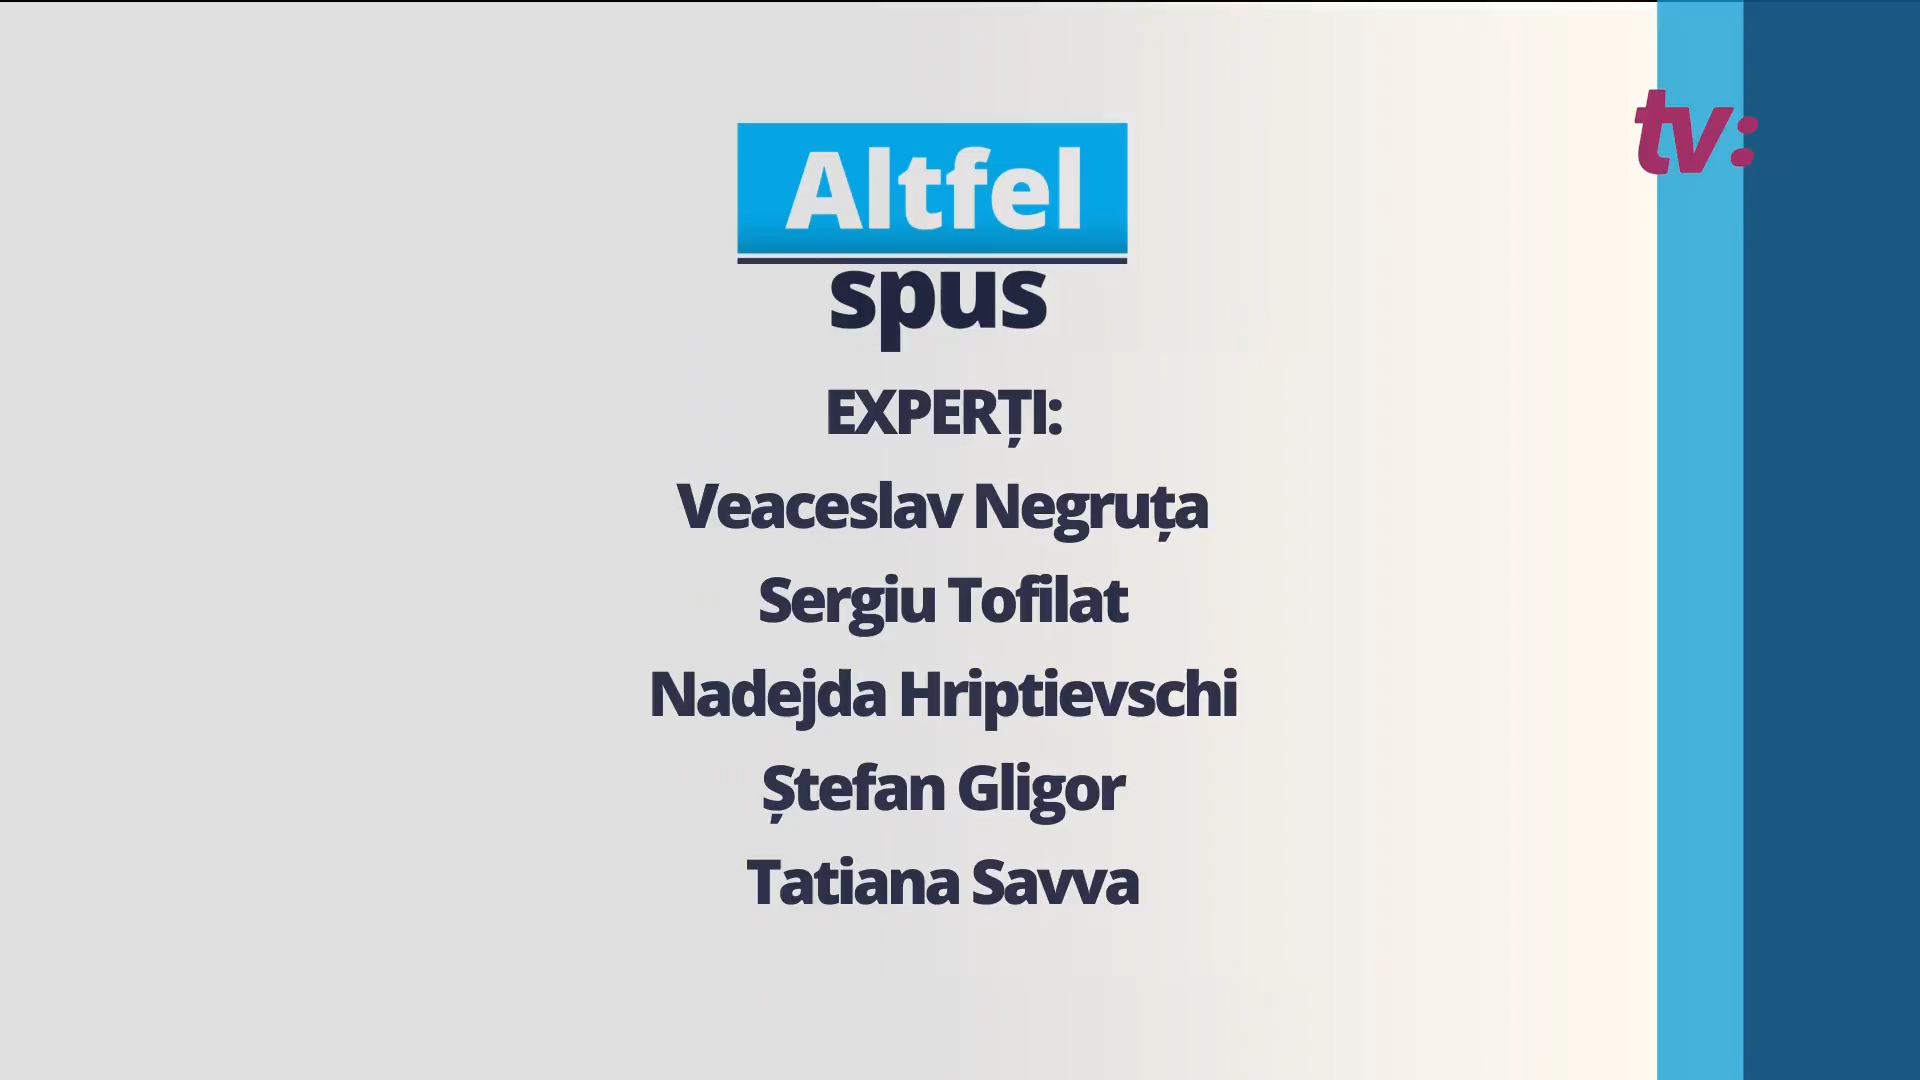 Altfel
tv:
spus
EXPERȚI:
Veaceslav Negruța
Sergiu Tofilat
Nadejda Hriptievschi
Ștefan Gligor
Tatiana Savva